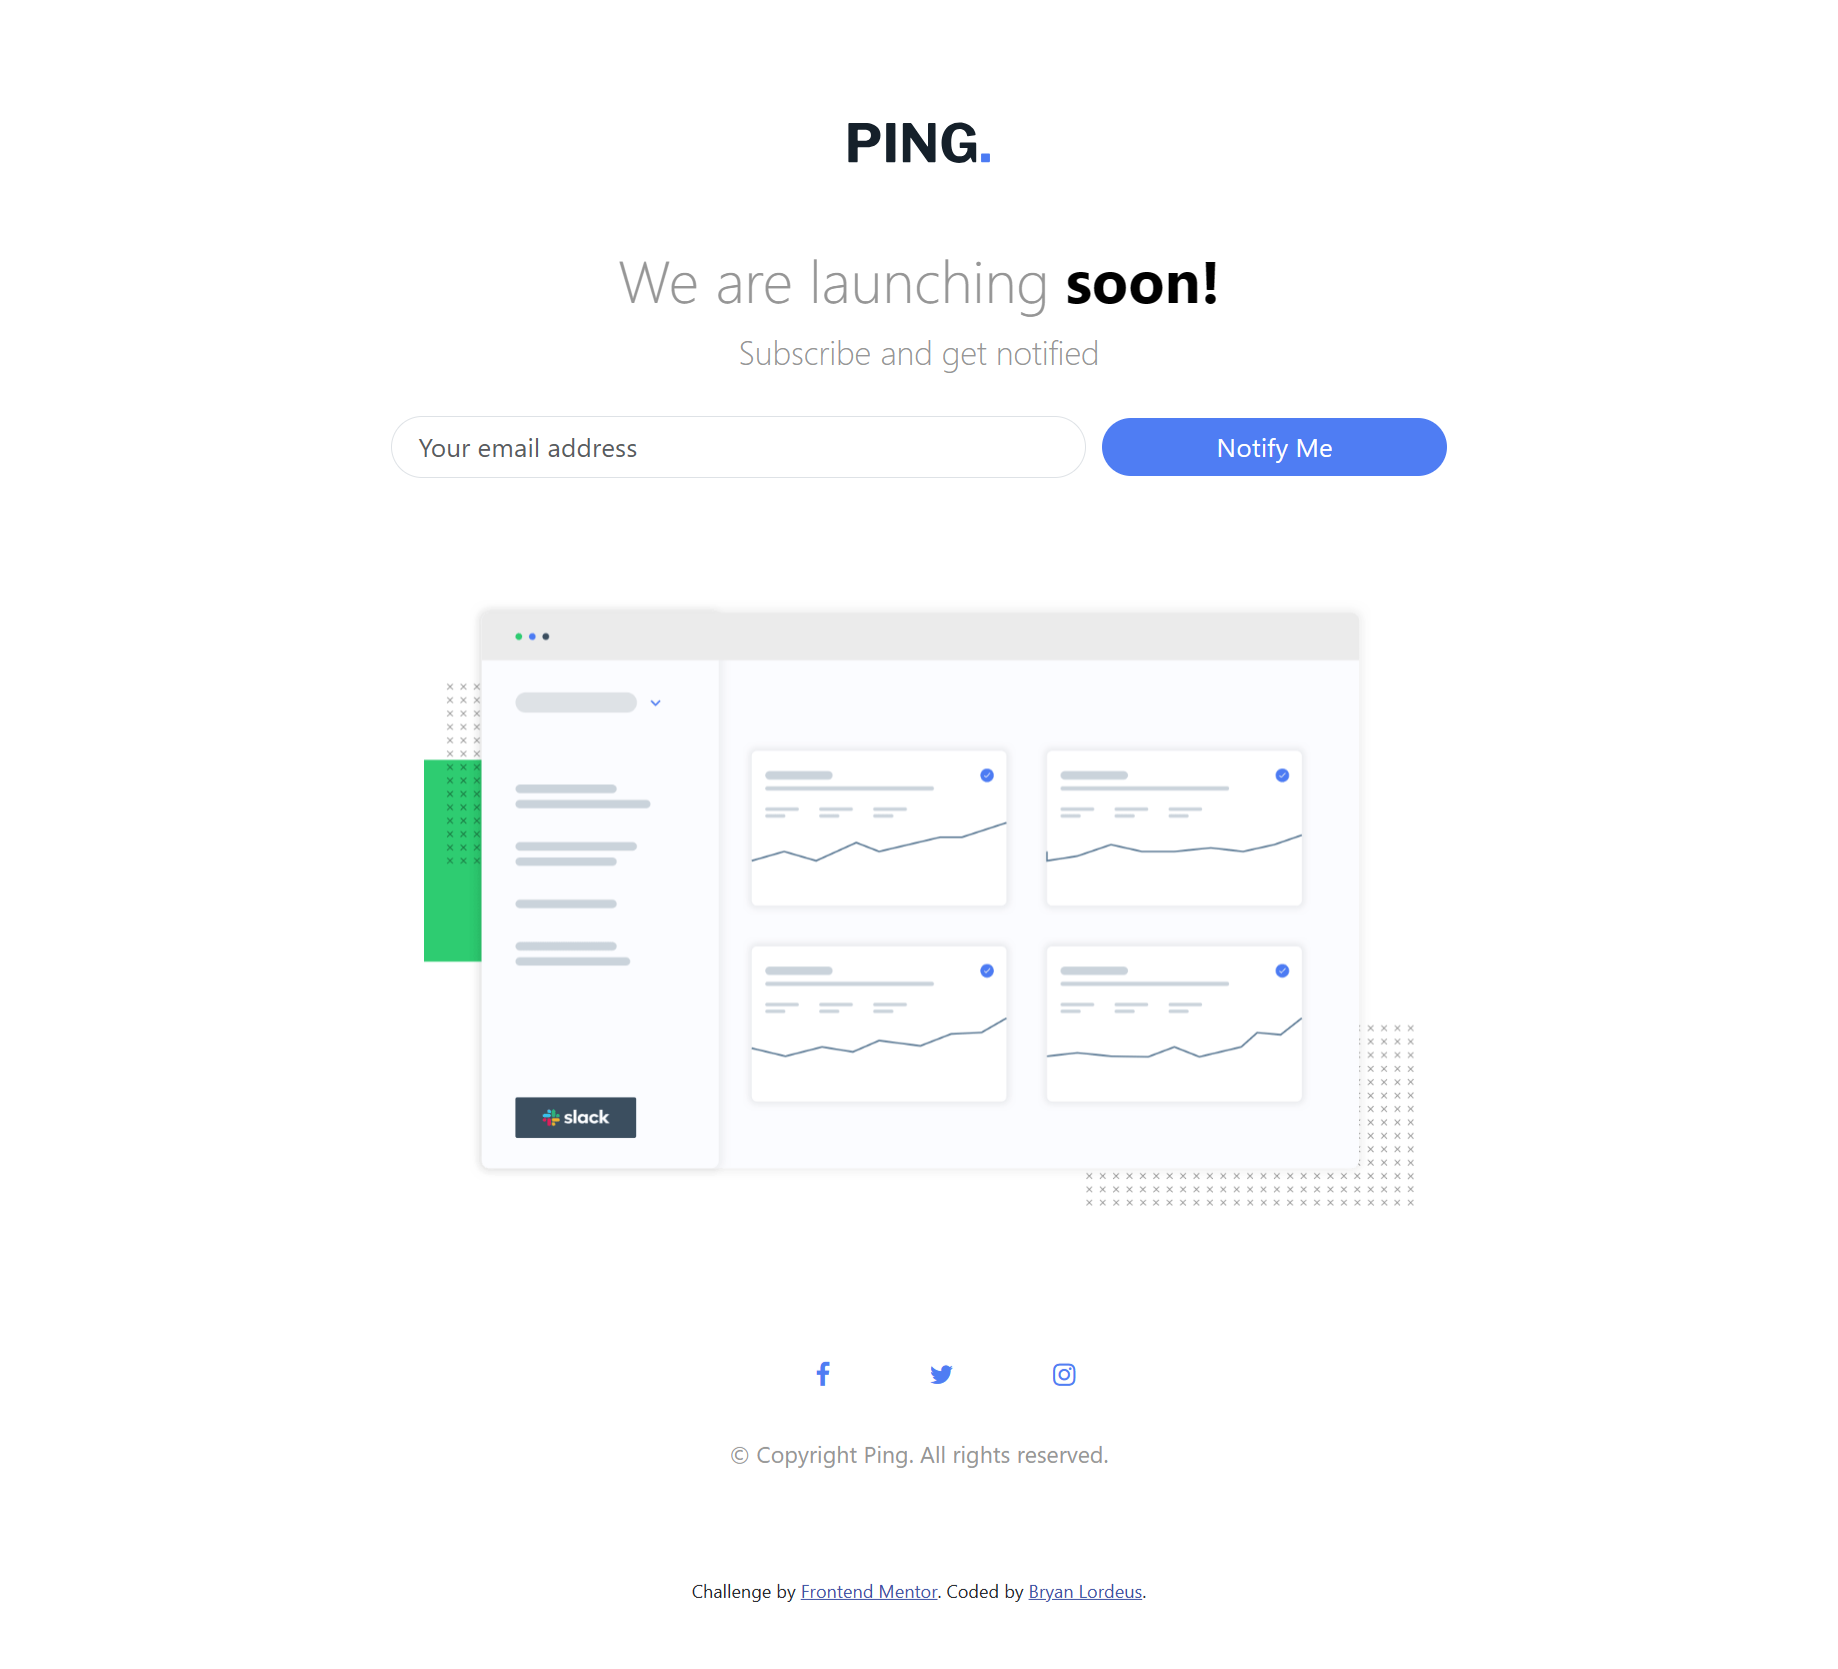 PING.
We are launching soon!
Subscribe and get notified
Your email address
Notify Me
slack
© Copyright Ping. All rights reserved.
Challenge by Frontend Mentor. Coded by Bryan Lordeus.